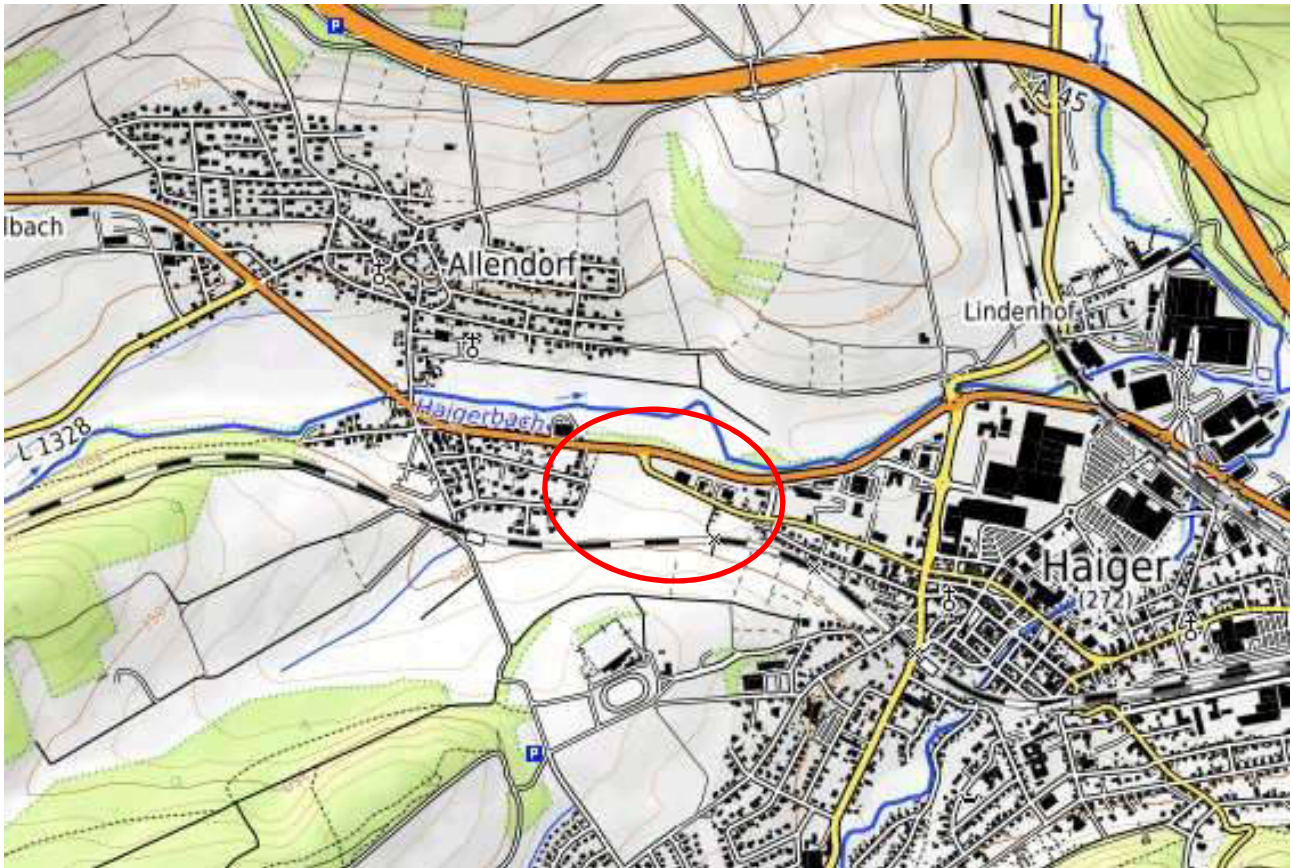 P
A 45
lbach
Allendorf
Lindenhof
Haigerbach
L 1328
Haiger
(272)
P